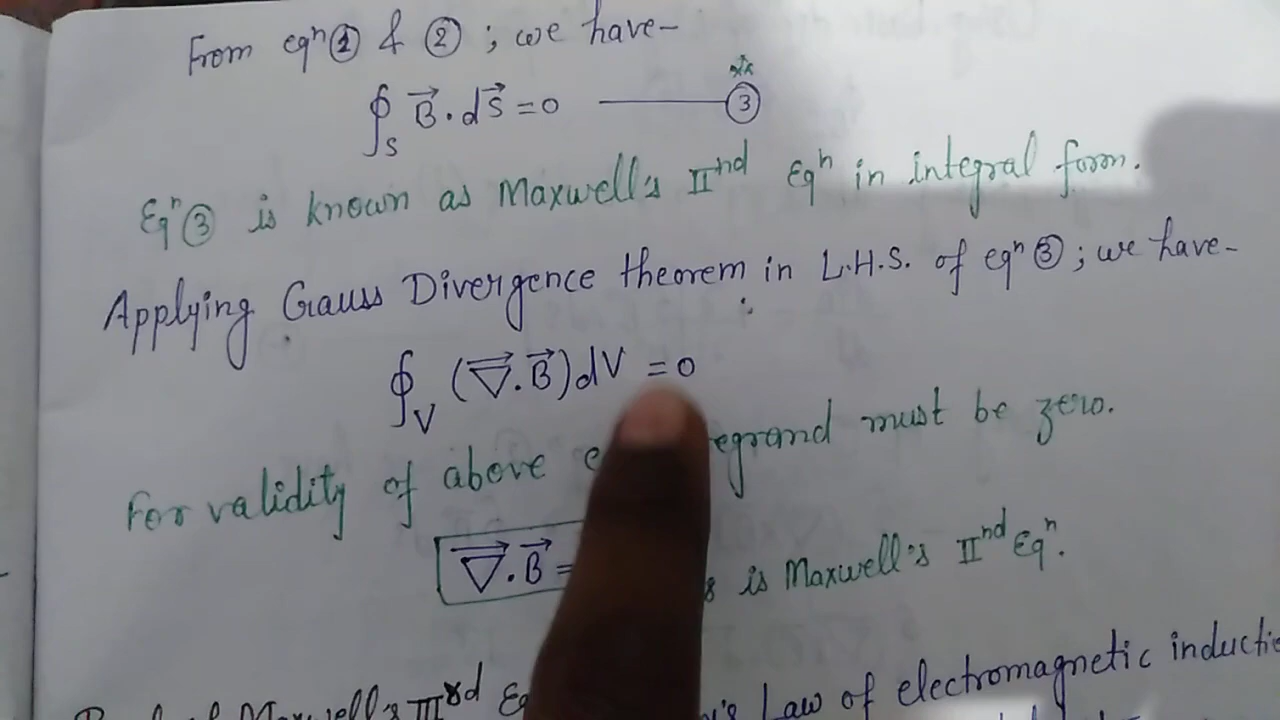 From eqⁿ ① & ② ; we have-
∮_S B⃗ . dS⃗ = 0 ——— ③
Eqⁿ ③ is known as Maxwell's IInd Eqⁿ in integral form.
Applying Gauss Divergence theorem in L.H.S. of eqⁿ ③ ; we have-
∮_V (∇⃗ . B⃗) dV = 0
For validity of above must be zero.
∇⃗ . B⃗ = is Maxwell's IInd Eqⁿ.
Maxwell's IIIrd Law of electromagnetic